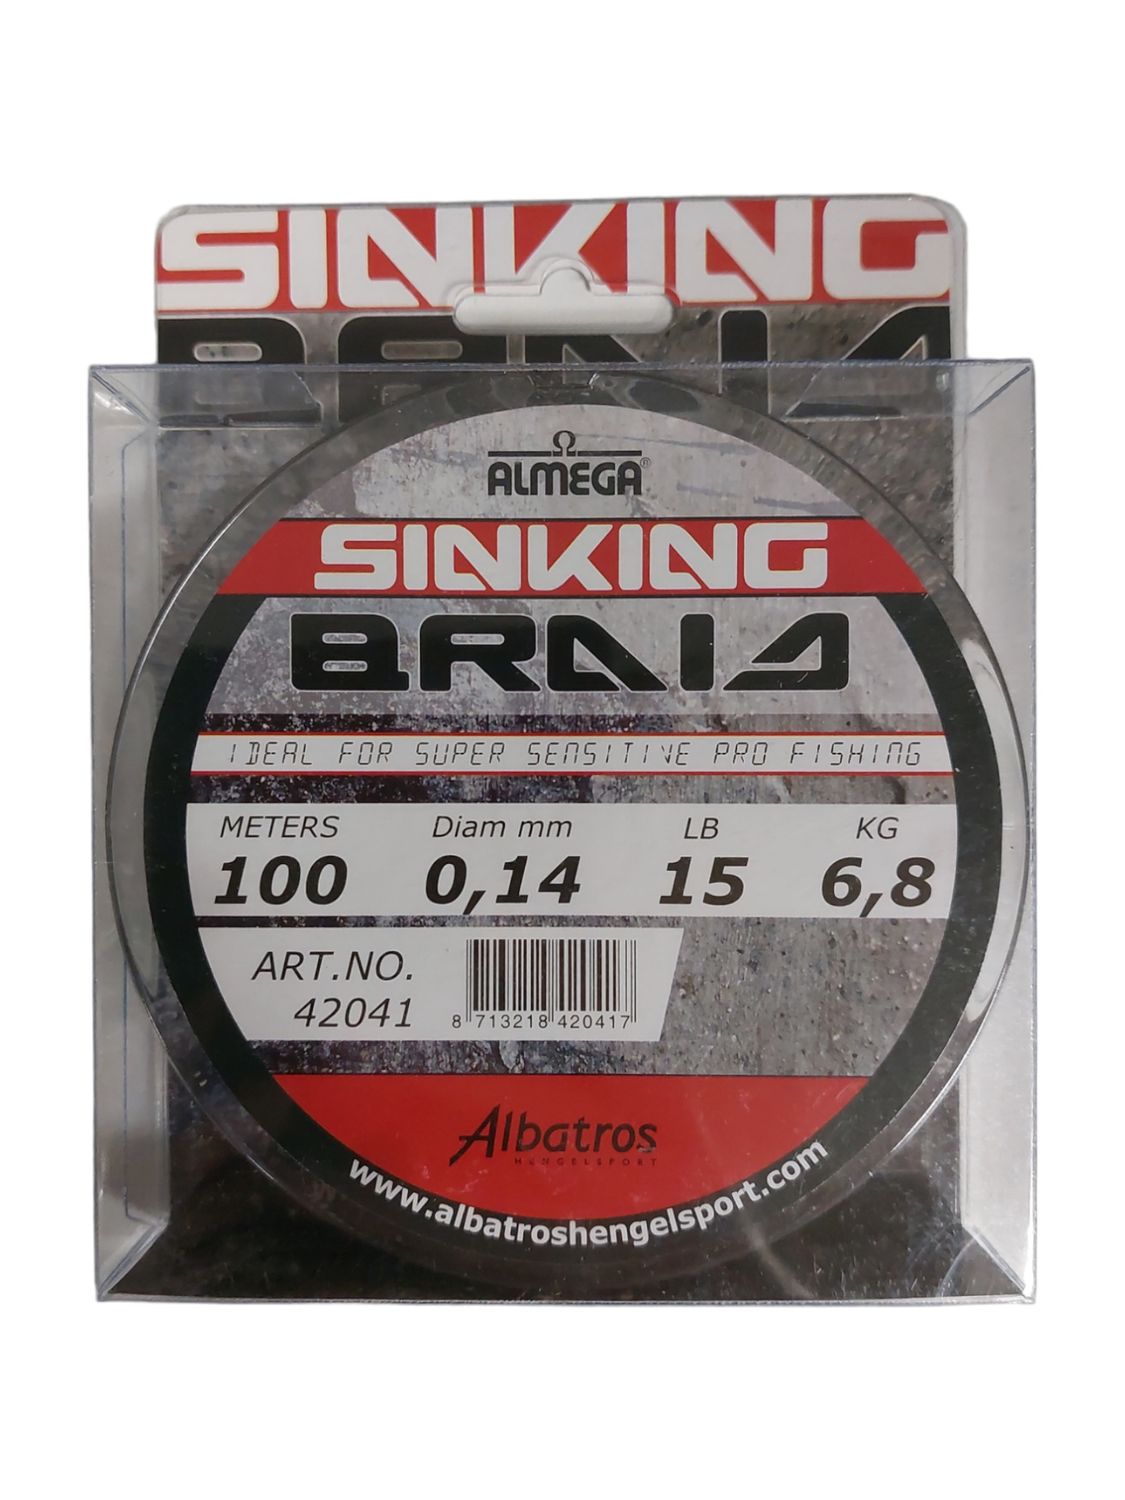 SINKING
BRAID
Ω
ALMEGA®
SINKING
BRAID
IDEAL FOR SUPER SENSITIVE PRO FISHING
METERS Diam mm LB KG
100 0,14 15 6,8
ART.NO.
42041
8 713218 420417
Albatros
HENGELSPORT
www.albatroshengelsport.com